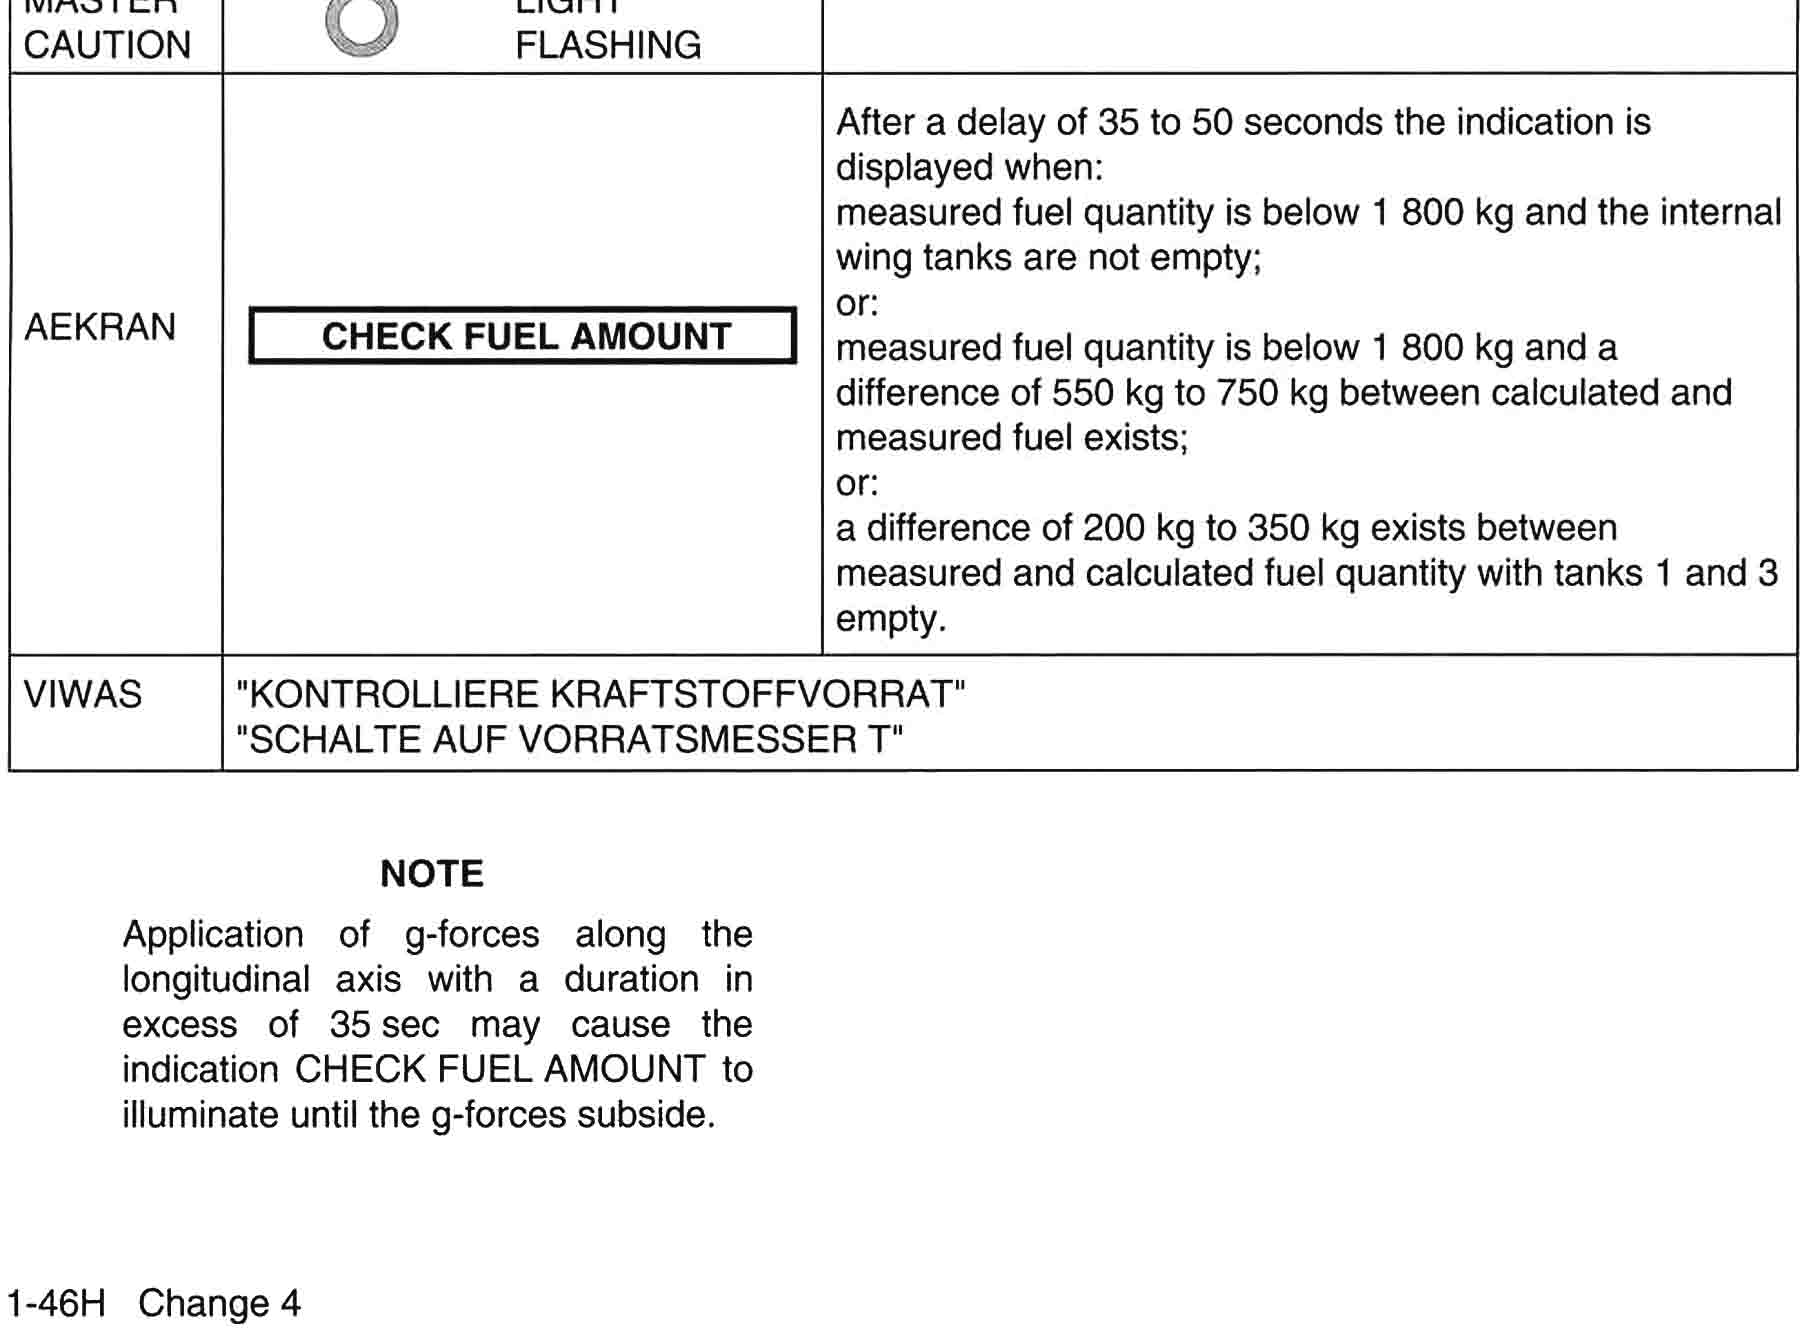 MASTER
CAUTION
LIGHT
FLASHING
AEKRAN
CHECK FUEL AMOUNT
After a delay of 35 to 50 seconds the indication is
displayed when:
measured fuel quantity is below 1 800 kg and the internal
wing tanks are not empty;
or:
measured fuel quantity is below 1 800 kg and a
difference of 550 kg to 750 kg between calculated and
measured fuel exists;
or:
a difference of 200 kg to 350 kg exists between
measured and calculated fuel quantity with tanks 1 and 3
empty.
VIWAS
"KONTROLLIERE KRAFTSTOFFVORRAT"
"SCHALTE AUF VORRATSMESSER T"
NOTE
Application of g-forces along the
longitudinal axis with a duration in
excess of 35 sec may cause the
indication CHECK FUEL AMOUNT to
illuminate until the g-forces subside.
1-46H Change 4